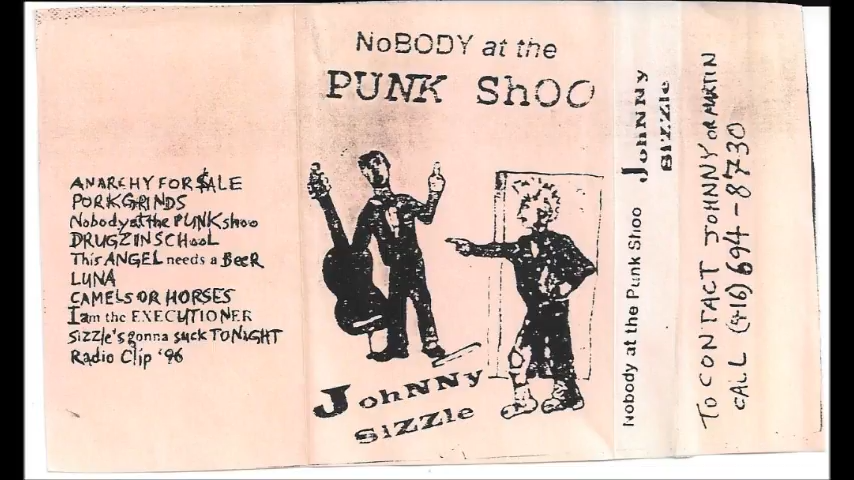 ANARCHY FOR $ALE
PORKGRINDS
Nobody at the PUNK shoo
DRUGZ IN SCHooL
This ANGEL needs a BeeR
LUNA
CAMELS OR HORSES
I am the EXECUTIONER
Sizzle's gonna suck TONiGHT
Radio Clip '96
NoBODY at the
PUNK ShOO
JohNNy
SiZZle
Nobody at the Punk Shoo
JohNNy
SiZZle
TO CONTACT JOHNNY OR MARTIN
CALL (416) 694-8730